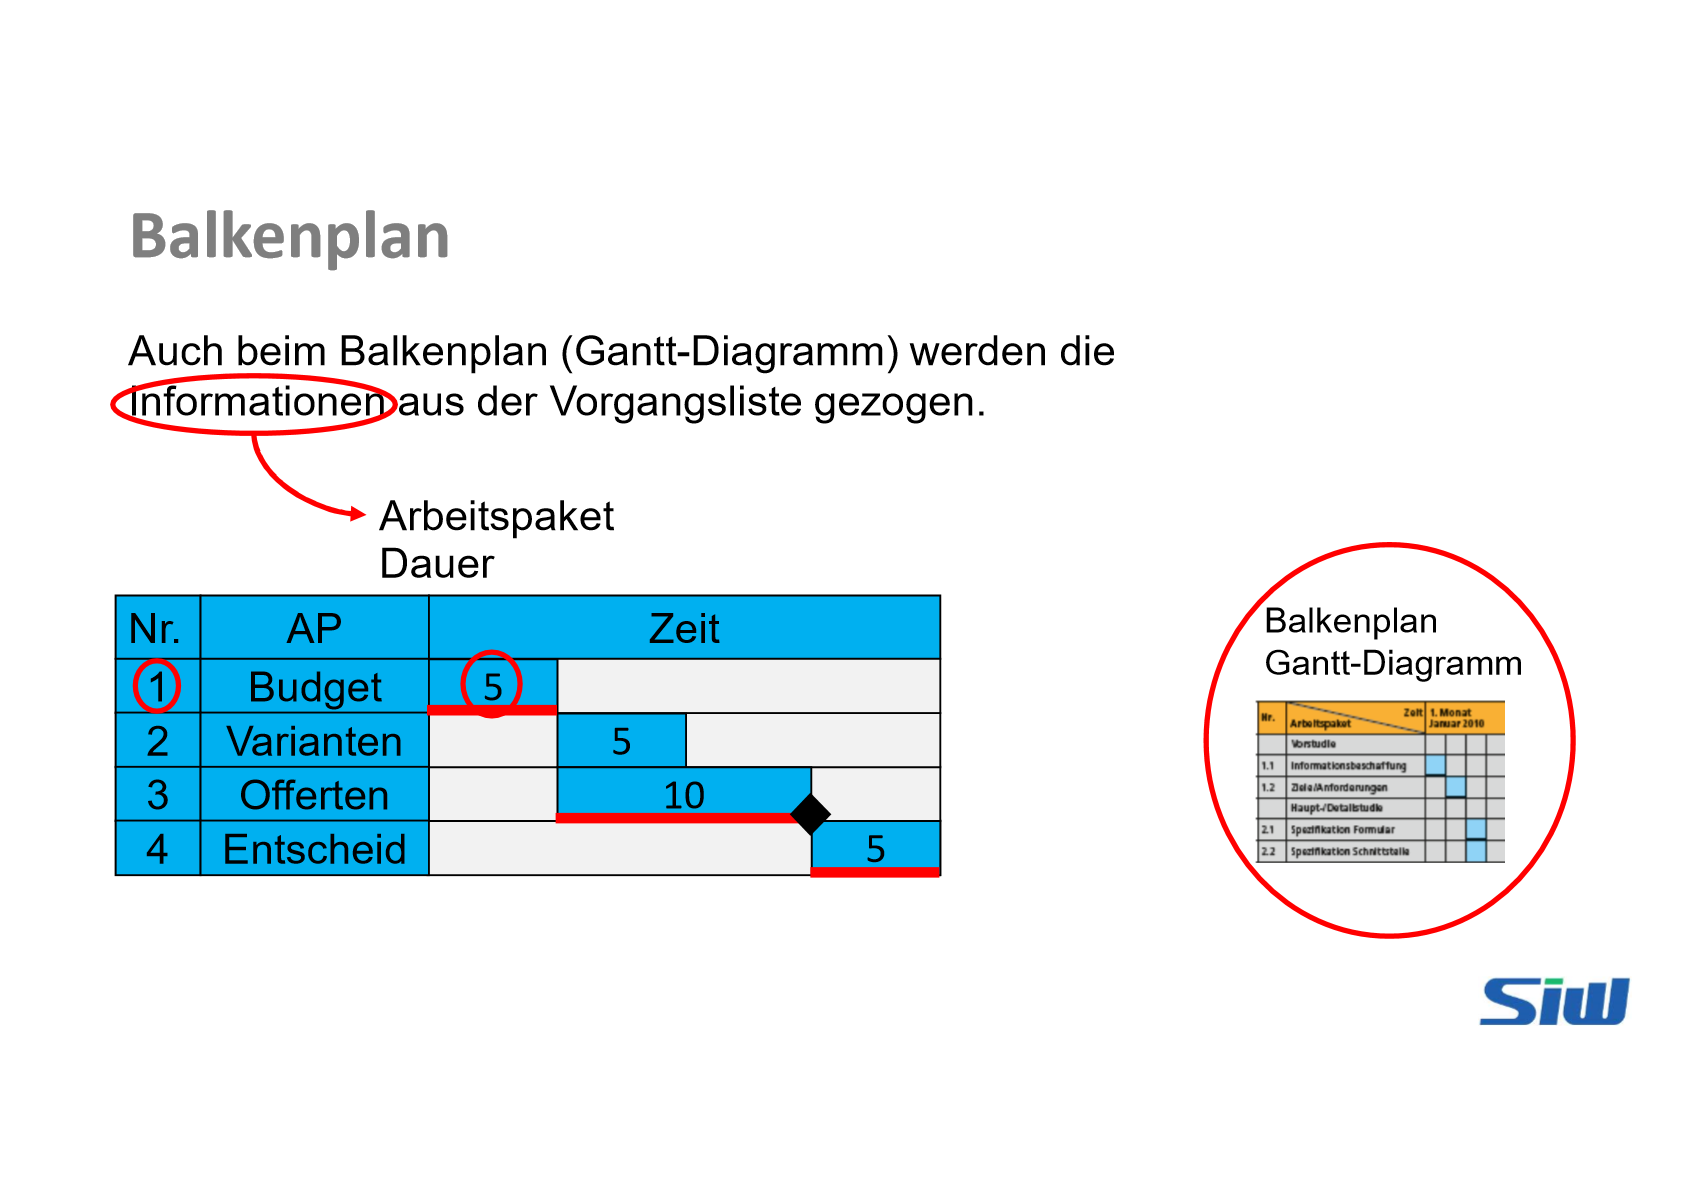 Balkenplan
Auch beim Balkenplan (Gantt-Diagramm) werden die
Informationen aus der Vorgangsliste gezogen.
Arbeitspaket
Dauer
Nr. AP Zeit
1 Budget 5
2 Varianten 5
3 Offerten 10
4 Entscheid 5
Balkenplan
Gantt-Diagramm
Nr. Arbeitspaket Zeit 1. Monat
Januar 2010
Vorstudie
1.1 Informationsbeschaffung
1.2 Ziele/Anforderungen
Haupt-/Detailstudie
2.1 Spezifikation Formular
2.2 Spezifikation Schnittstelle
Siw